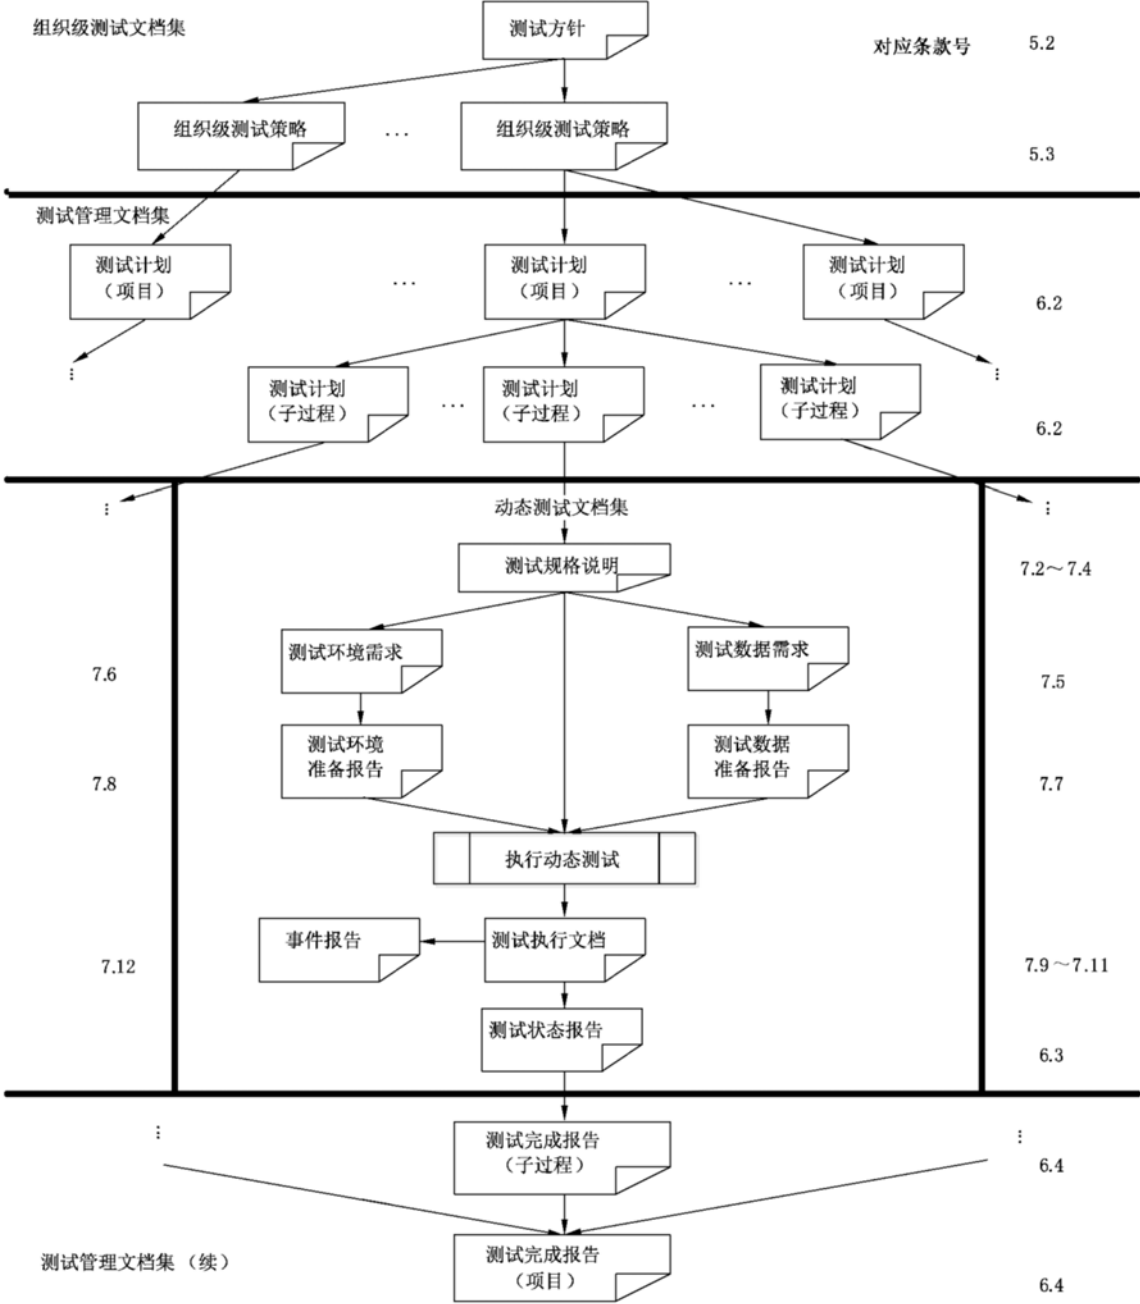 组织级测试文档集
测试方针
对应条款号
5.2
组织级测试策略
...
组织级测试策略
5.3
测试管理文档集
测试计划
（项目）
...
测试计划
（项目）
...
测试计划
（项目）
6.2
...
...
测试计划
（子过程）
...
测试计划
（子过程）
...
测试计划
（子过程）
6.2
...
动态测试文档集
...
测试规格说明
7.2～7.4
测试环境需求
测试数据需求
7.6
7.5
测试环境
准备报告
测试数据
准备报告
7.8
7.7
执行动态测试
事件报告
测试执行文档
7.12
7.9～7.11
测试状态报告
6.3
...
...
测试完成报告
（子过程）
6.4
测试管理文档集（续）
测试完成报告
（项目）
6.4